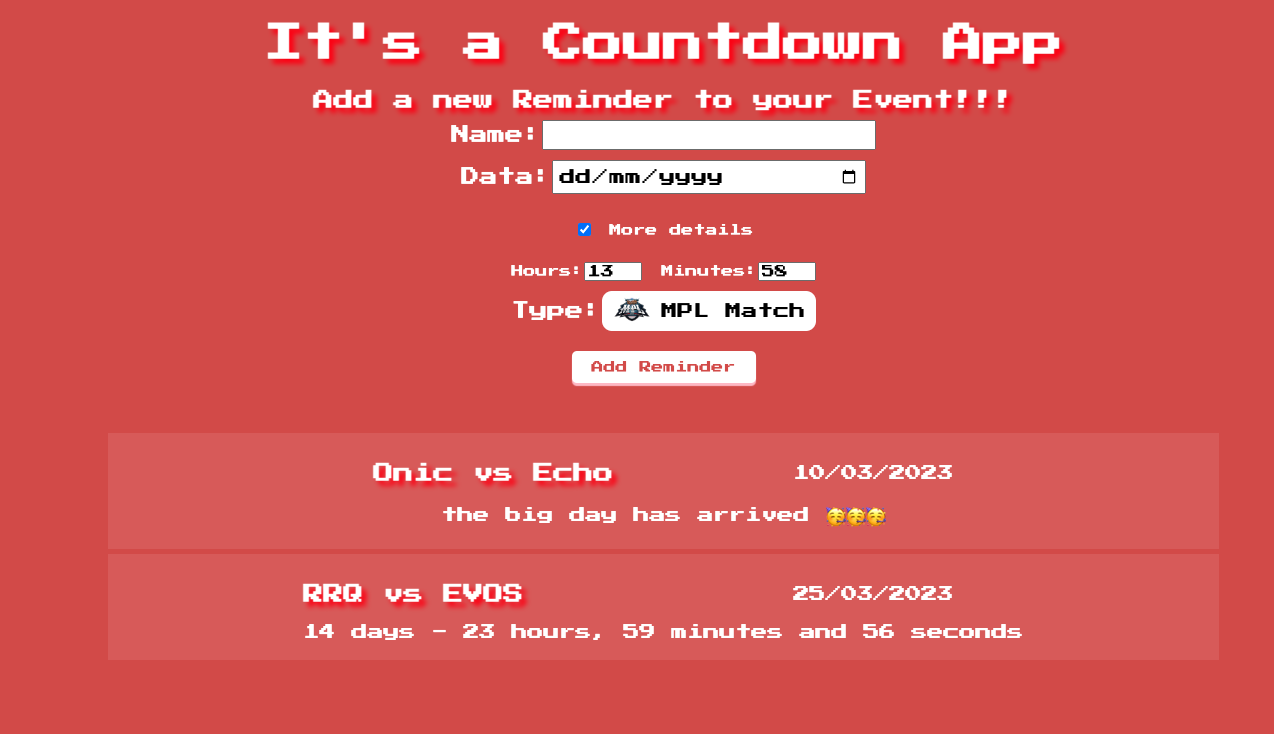 It's a Countdown App
Add a new Reminder to your Event!!!
Name:
Data: dd/mm/yyyy
More details
Hours: 13 Minutes: 58
Type: MPL Match
Add Reminder
Onic vs Echo 10/03/2023
the big day has arrived 🥳🥳🥳
RRQ vs EVOS 25/03/2023
14 days - 23 hours, 59 minutes and 56 seconds